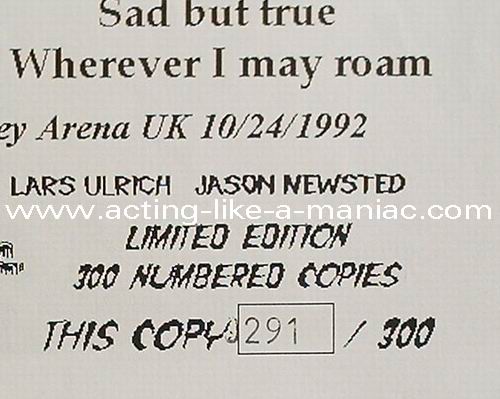 Sad but true
Wherever I may roam
ey Arena UK 10/24/1992
LARS ULRICH JASON NEWSTED
www.acting-like-a-maniac.com
LIMITED EDITION
300 NUMBERED COPIES
THIS COPY 291 / 300